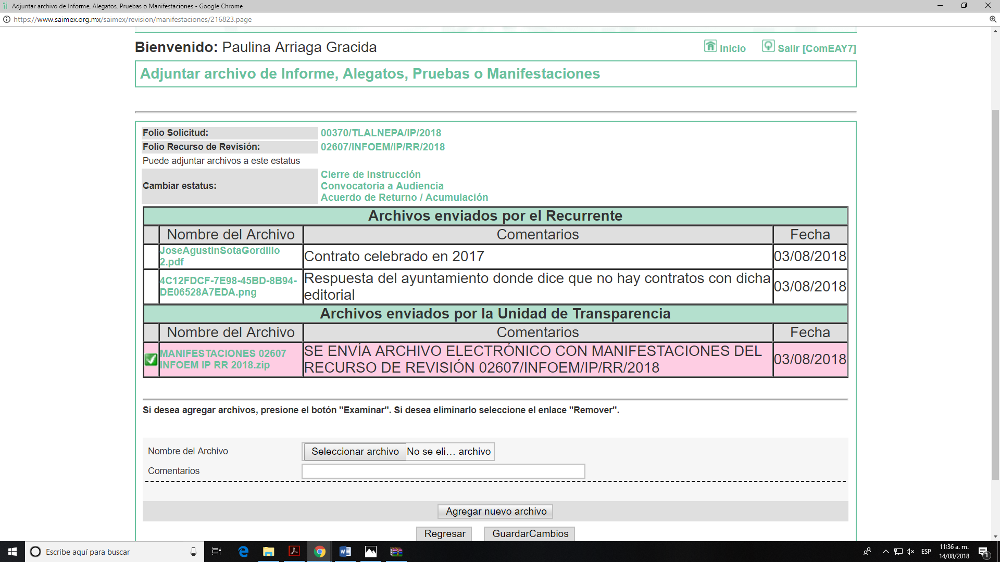 Adjuntar archivo de Informe, Alegatos, Pruebas o Manifestaciones - Google Chrome
https://www.saimex.org.mx/saimex/revision/manifestaciones/216823.page
Bienvenido: Paulina Arriaga Gracida
Inicio
Salir [ComEAY7]
Adjuntar archivo de Informe, Alegatos, Pruebas o Manifestaciones
Folio Solicitud: 00370/TLALNEPA/IP/2018
Folio Recurso de Revisión: 02607/INFOEM/IP/RR/2018
Puede adjuntar archivos a este estatus
Cambiar estatus:
Cierre de instrucción
Convocatoria a Audiencia
Acuerdo de Returno / Acumulación
Archivos enviados por el Recurrente
Nombre del Archivo Comentarios Fecha
JoseAgustinSotaGordillo
2.pdf
Contrato celebrado en 2017
03/08/2018
4C12FDCF-7E98-45BD-8B94-
DE06528A7EDA.png
Respuesta del ayuntamiento donde dice que no hay contratos con dicha
editorial
03/08/2018
Archivos enviados por la Unidad de Transparencia
Nombre del Archivo Comentarios Fecha
MANIFESTACIONES 02607
INFOEM IP RR 2018.zip
SE ENVÍA ARCHIVO ELECTRÓNICO CON MANIFESTACIONES DEL
RECURSO DE REVISIÓN 02607/INFOEM/IP/RR/2018
03/08/2018
Si desea agregar archivos, presione el botón "Examinar". Si desea eliminarlo seleccione el enlace "Remover".
Nombre del Archivo Seleccionar archivo No se eli... archivo
Comentarios
Agregar nuevo archivo
Regresar GuardarCambios
Escribe aquí para buscar
ESP
11:36 a. m.
14/08/2018
1